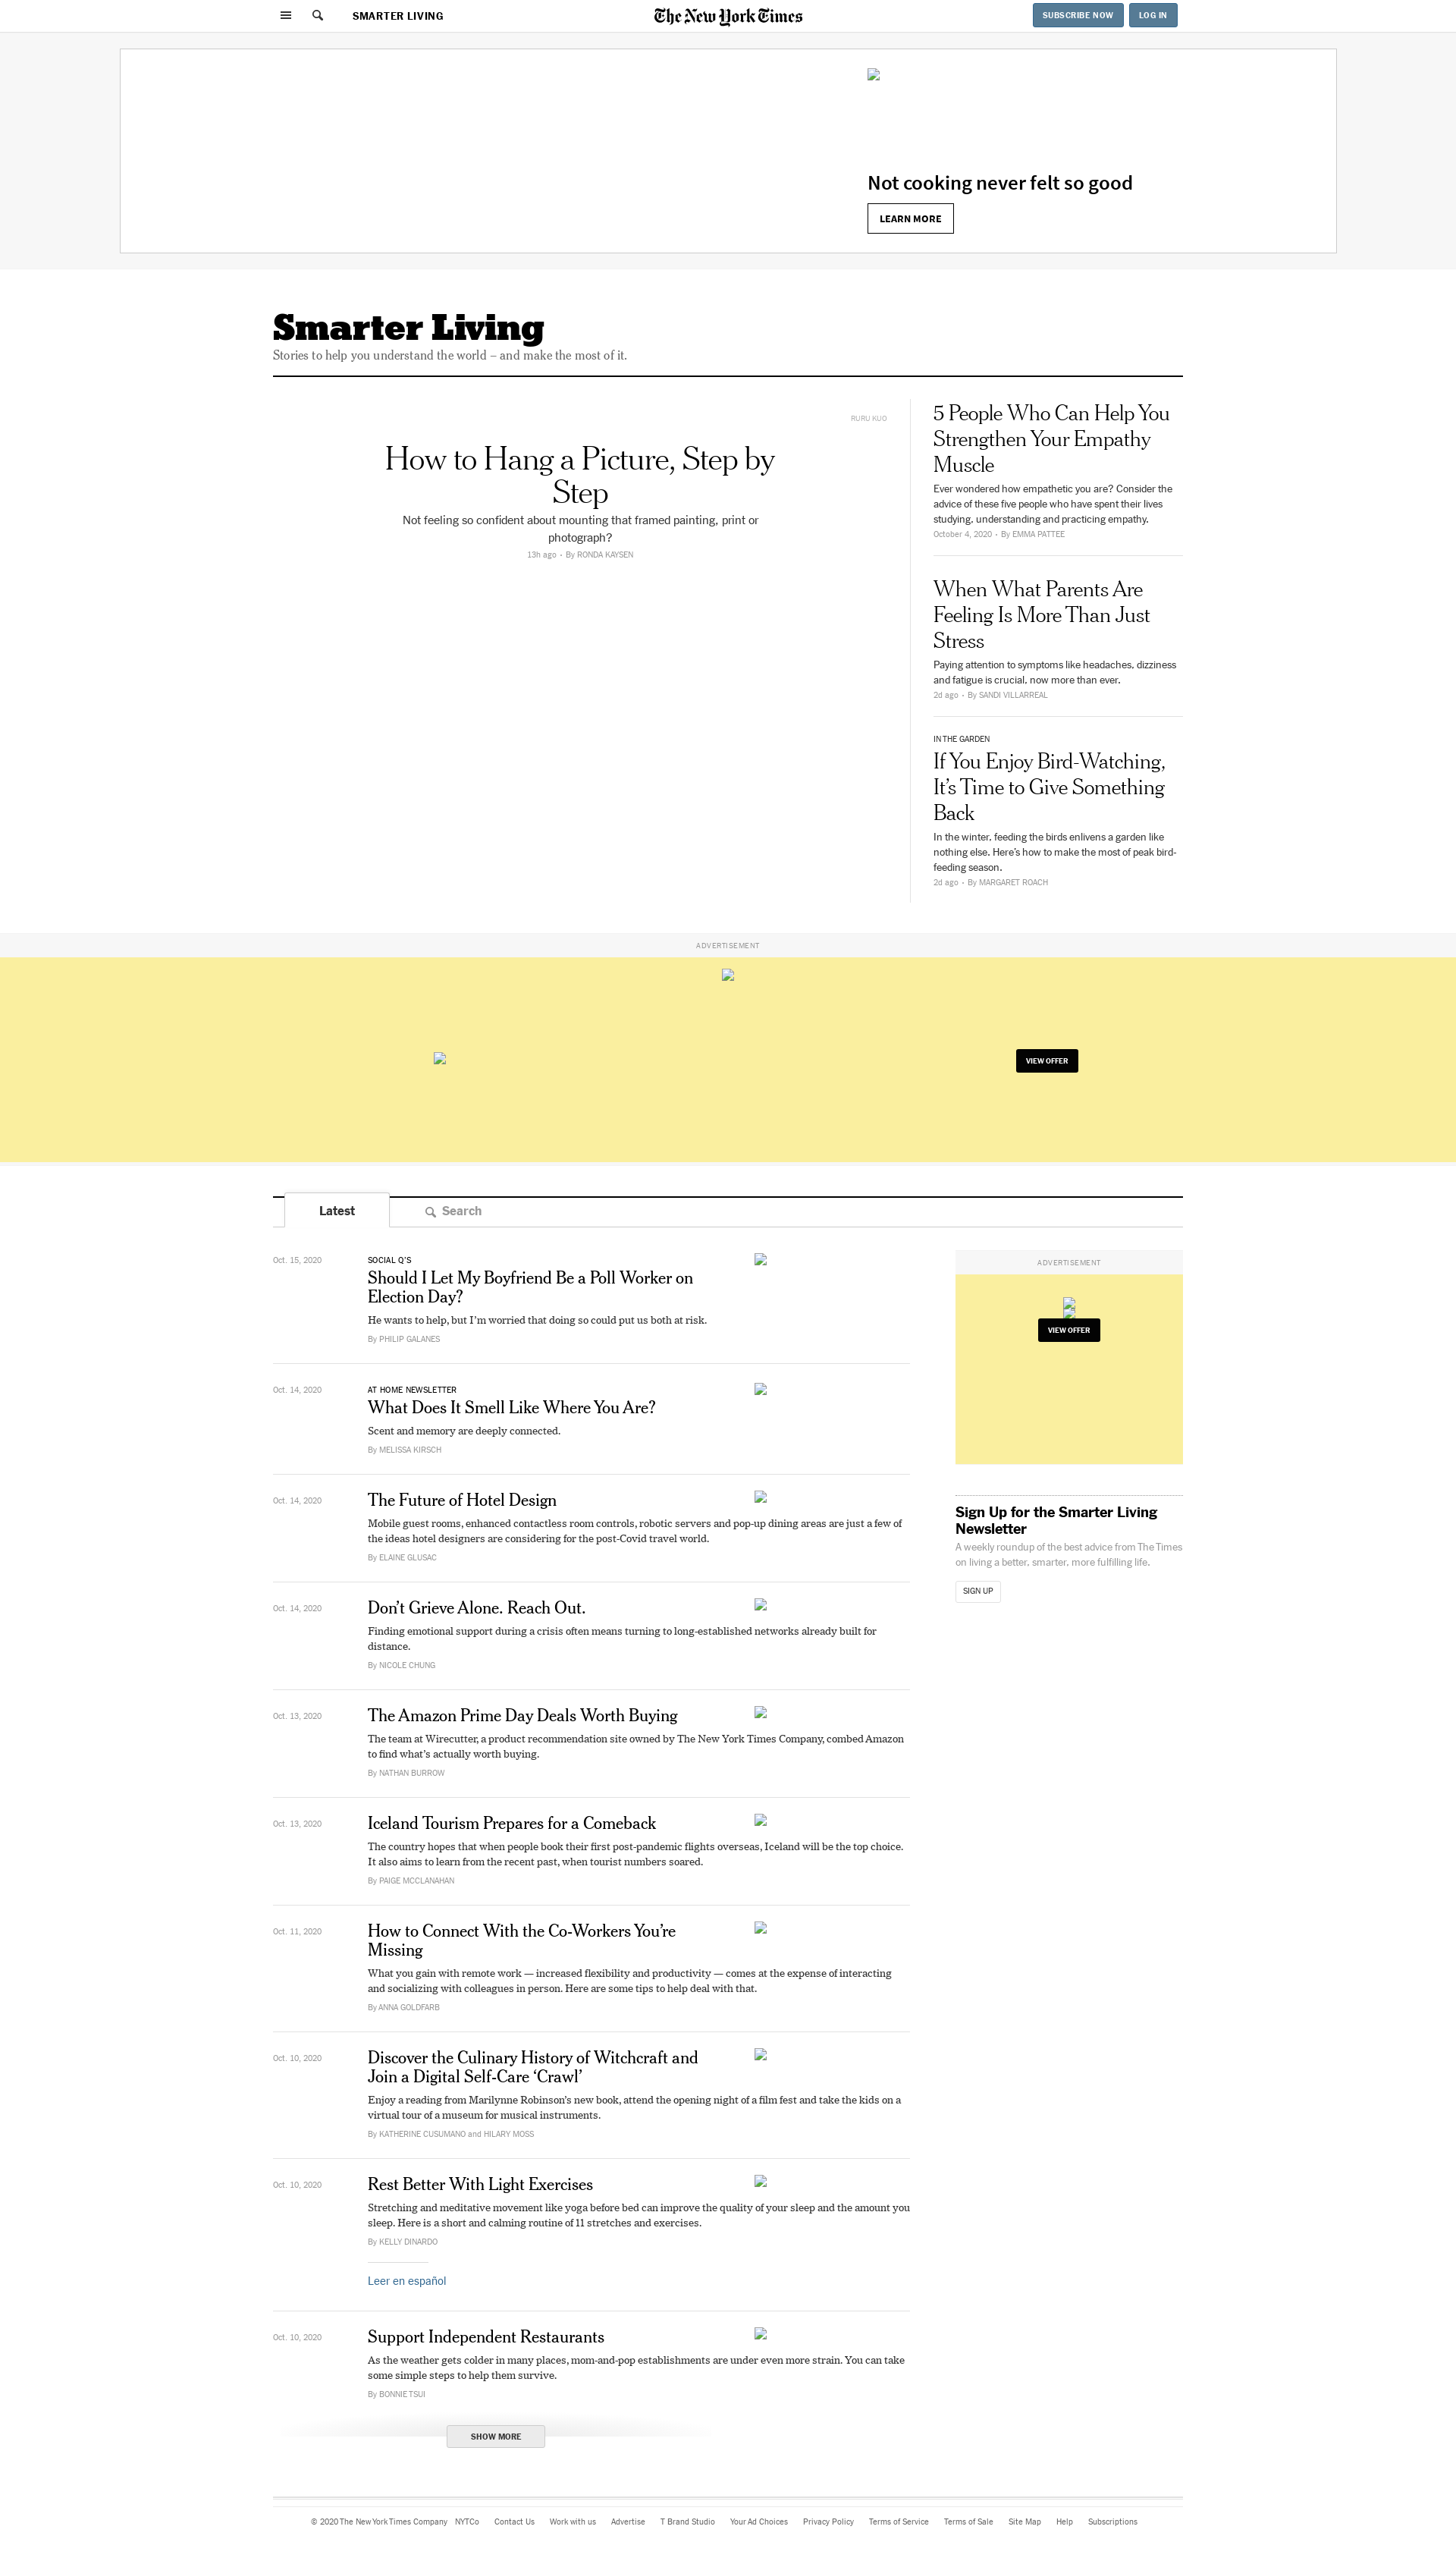 SMARTER LIVING
The New York Times
SUBSCRIBE NOW
LOG IN
Not cooking never felt so good
LEARN MORE
Smarter Living
Stories to help you understand the world – and make the most of it.
RURU KUO
How to Hang a Picture, Step by
Step
Not feeling so confident about mounting that framed painting, print or
photograph?
13h ago • By RONDA KAYSEN
5 People Who Can Help You
Strengthen Your Empathy
Muscle
Ever wondered how empathetic you are? Consider the
advice of these five people who have spent their lives
studying, understanding and practicing empathy.
October 4, 2020 • By EMMA PATTEE
When What Parents Are
Feeling Is More Than Just
Stress
Paying attention to symptoms like headaches, dizziness
and fatigue is crucial, now more than ever.
2d ago • By SANDI VILLARREAL
IN THE GARDEN
If You Enjoy Bird-Watching,
It’s Time to Give Something
Back
In the winter, feeding the birds enlivens a garden like
nothing else. Here’s how to make the most of peak bird-
feeding season.
2d ago • By MARGARET ROACH
ADVERTISEMENT
VIEW OFFER
Latest
Search
Oct. 15, 2020
SOCIAL Q’S
Should I Let My Boyfriend Be a Poll Worker on
Election Day?
He wants to help, but I’m worried that doing so could put us both at risk.
By PHILIP GALANES
Oct. 14, 2020
AT HOME NEWSLETTER
What Does It Smell Like Where You Are?
Scent and memory are deeply connected.
By MELISSA KIRSCH
Oct. 14, 2020
The Future of Hotel Design
Mobile guest rooms, enhanced contactless room controls, robotic servers and pop-up dining areas are just a few of
the ideas hotel designers are considering for the post-Covid travel world.
By ELAINE GLUSAC
Oct. 14, 2020
Don’t Grieve Alone. Reach Out.
Finding emotional support during a crisis often means turning to long-established networks already built for
distance.
By NICOLE CHUNG
Oct. 13, 2020
The Amazon Prime Day Deals Worth Buying
The team at Wirecutter, a product recommendation site owned by The New York Times Company, combed Amazon
to find what’s actually worth buying.
By NATHAN BURROW
Oct. 13, 2020
Iceland Tourism Prepares for a Comeback
The country hopes that when people book their first post-pandemic flights overseas, Iceland will be the top choice.
It also aims to learn from the recent past, when tourist numbers soared.
By PAIGE MCCLANAHAN
Oct. 11, 2020
How to Connect With the Co-Workers You’re
Missing
What you gain with remote work — increased flexibility and productivity — comes at the expense of interacting
and socializing with colleagues in person. Here are some tips to help deal with that.
By ANNA GOLDFARB
Oct. 10, 2020
Discover the Culinary History of Witchcraft and
Join a Digital Self-Care ‘Crawl’
Enjoy a reading from Marilynne Robinson’s new book, attend the opening night of a film fest and take the kids on a
virtual tour of a museum for musical instruments.
By KATHERINE CUSUMANO and HILARY MOSS
Oct. 10, 2020
Rest Better With Light Exercises
Stretching and meditative movement like yoga before bed can improve the quality of your sleep and the amount you
sleep. Here is a short and calming routine of 11 stretches and exercises.
By KELLY DINARDO
Leer en español
Oct. 10, 2020
Support Independent Restaurants
As the weather gets colder in many places, mom-and-pop establishments are under even more strain. You can take
some simple steps to help them survive.
By BONNIE TSUI
SHOW MORE
ADVERTISEMENT
VIEW OFFER
Sign Up for the Smarter Living
Newsletter
A weekly roundup of the best advice from The Times
on living a better, smarter, more fulfilling life.
SIGN UP
© 2020 The New York Times Company NYTCo Contact Us Work with us Advertise T Brand Studio Your Ad Choices Privacy Policy Terms of Service Terms of Sale Site Map Help Subscriptions